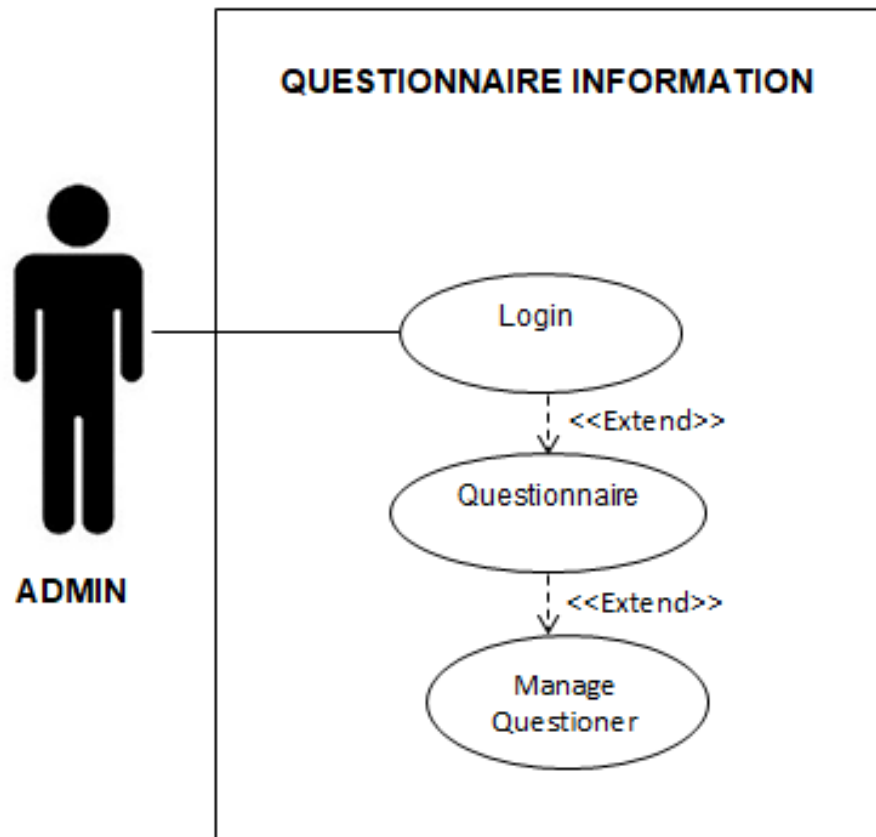 QUESTIONNAIRE INFORMATION
Login
<<Extend>>
Questionnaire
ADMIN
<<Extend>>
Manage
Questioner